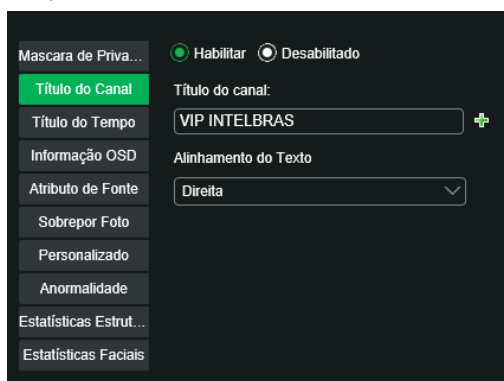 Mascara de Priva...
Título do Canal
Título do Tempo
Informação OSD
Atributo de Fonte
Sobrepor Foto
Personalizado
Anormalidade
Estatísticas Estrut...
Estatísticas Faciais
Habilitar Desabilitado
Título do canal:
VIP INTELBRAS
Alinhamento do Texto
Direita